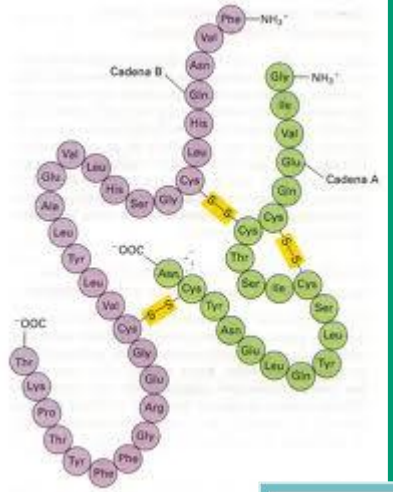 Phe
NH₃⁺
Val
Asn
Cadena B
Gln
His
Leu
Cys
Gly
Ser
His
Leu
Val
Glu
Ala
Leu
Tyr
Leu
Val
Cys
Gly
Glu
Arg
Gly
Phe
Phe
Tyr
Thr
Pro
Lys
Thr
⁻OOC
Gly
NH₃⁺
Ile
Val
Glu
Cadena A
Gln
Cys
Cys
Thr
Ser
Ile
Cys
Ser
Leu
Tyr
Gln
Leu
Glu
Asn
Tyr
Cys
Asn
⁻OOC
S—S
S—S
S—S